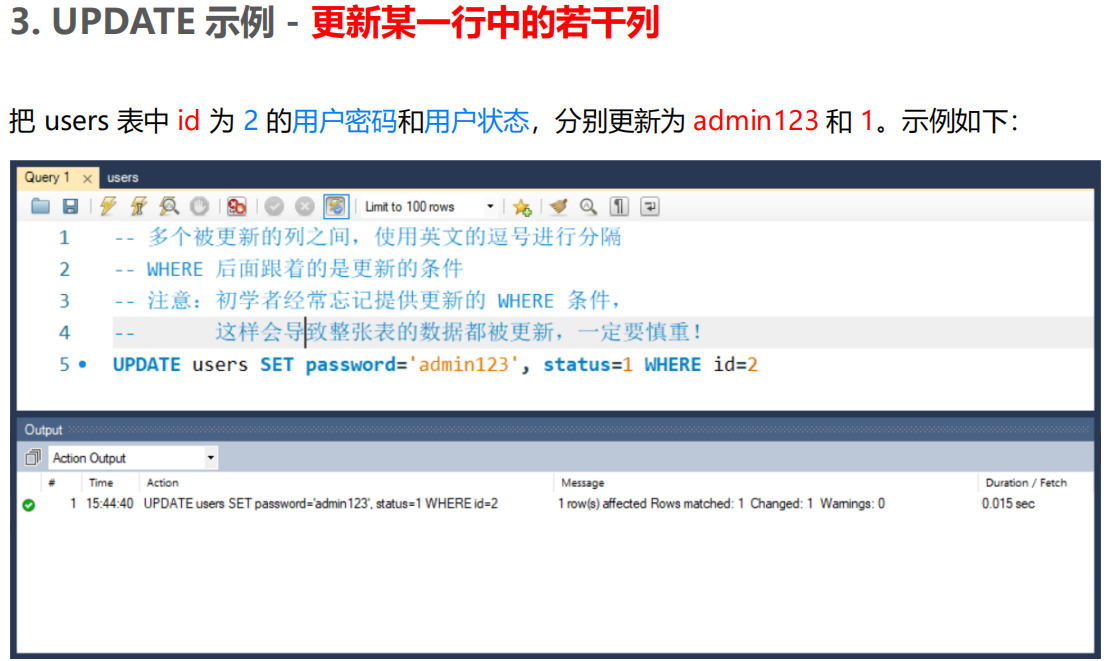 3. UPDATE 示例 - 更新某一行中的若干列
把 users 表中 id 为 2 的用户密码和用户状态，分别更新为 admin123 和 1。示例如下：
Query 1 users
Limit to 100 rows
1 -- 多个被更新的列之间，使用英文的逗号进行分隔
2 -- WHERE 后面跟着的是更新的条件
3 -- 注意：初学者经常忘记提供更新的 WHERE 条件，
4 -- 这样会导致整张表的数据都被更新，一定要慎重！
5 UPDATE users SET password='admin123', status=1 WHERE id=2
Output
Action Output
# Time Action Message Duration / Fetch
1 15:44:40 UPDATE users SET password='admin123', status=1 WHERE id=2 1 row(s) affected Rows matched: 1 Changed: 1 Warnings: 0 0.015 sec